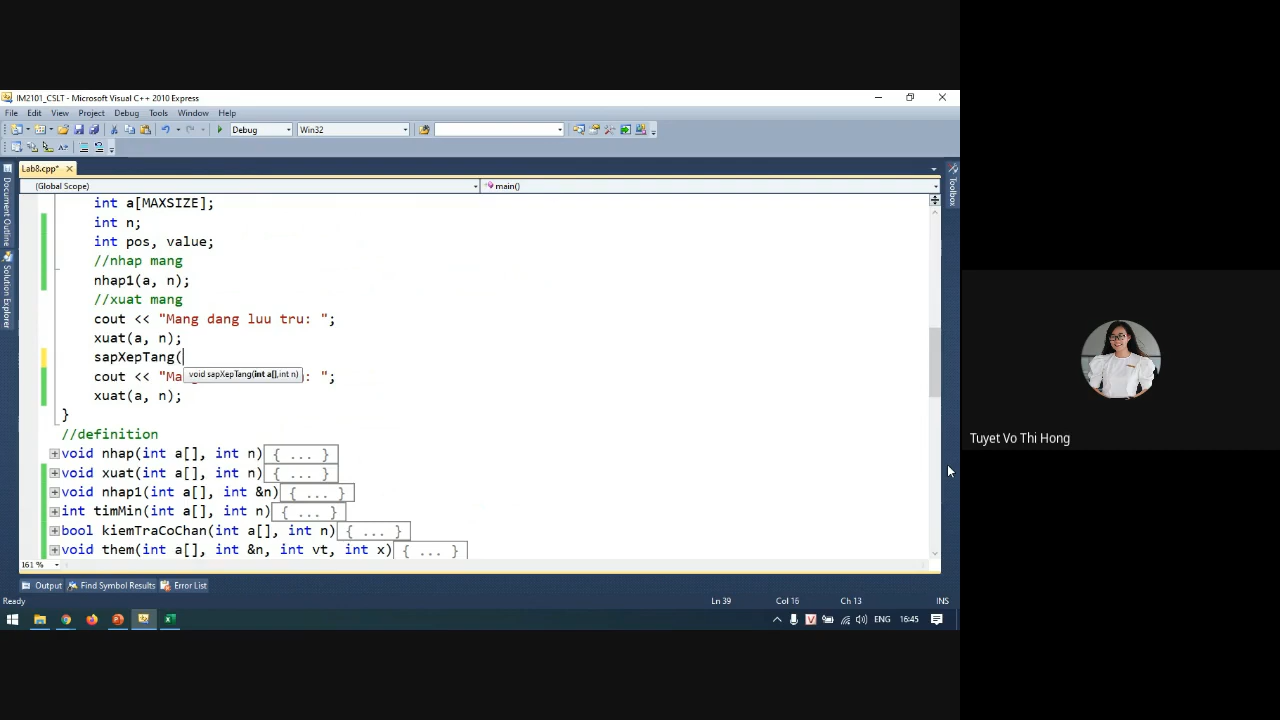 IM2101_CSLT - Microsoft Visual C++ 2010 Express
File Edit View Project Debug Tools Window Help
Debug Win32
Lab8.cpp*
(Global Scope) main()
Document Outline
Solution Explorer
Toolbox
int a[MAXSIZE];
int n;
int pos, value;
//nhap mang
nhap1(a, n);
//xuat mang
cout << "Mang dang luu tru: ";
xuat(a, n);
sapXepTang(
void sapXepTang(int a[],int n)
cout << "Ma : ";
xuat(a, n);
}
//definition
void nhap(int a[], int n){ ... }
void xuat(int a[], int n){ ... }
void nhap1(int a[], int &n){ ... }
int timMin(int a[], int n){ ... }
bool kiemTraCoChan(int a[], int n){ ... }
void them(int a[], int &n, int vt, int x){ ... }
161 %
Output Find Symbol Results Error List
Ready Ln 39 Col 16 Ch 13 INS
V ENG 16:45
Tuyet Vo Thi Hong